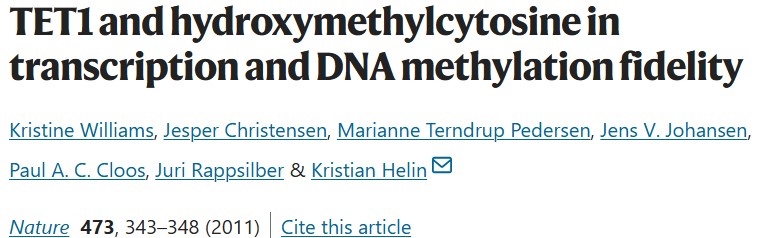 TET1 and hydroxymethylcytosine in
transcription and DNA methylation fidelity
Kristine Williams, Jesper Christensen, Marianne Terndrup Pedersen, Jens V. Johansen,
Paul A. C. Cloos, Juri Rappsilber & Kristian Helin
Nature 473, 343–348 (2011) Cite this article